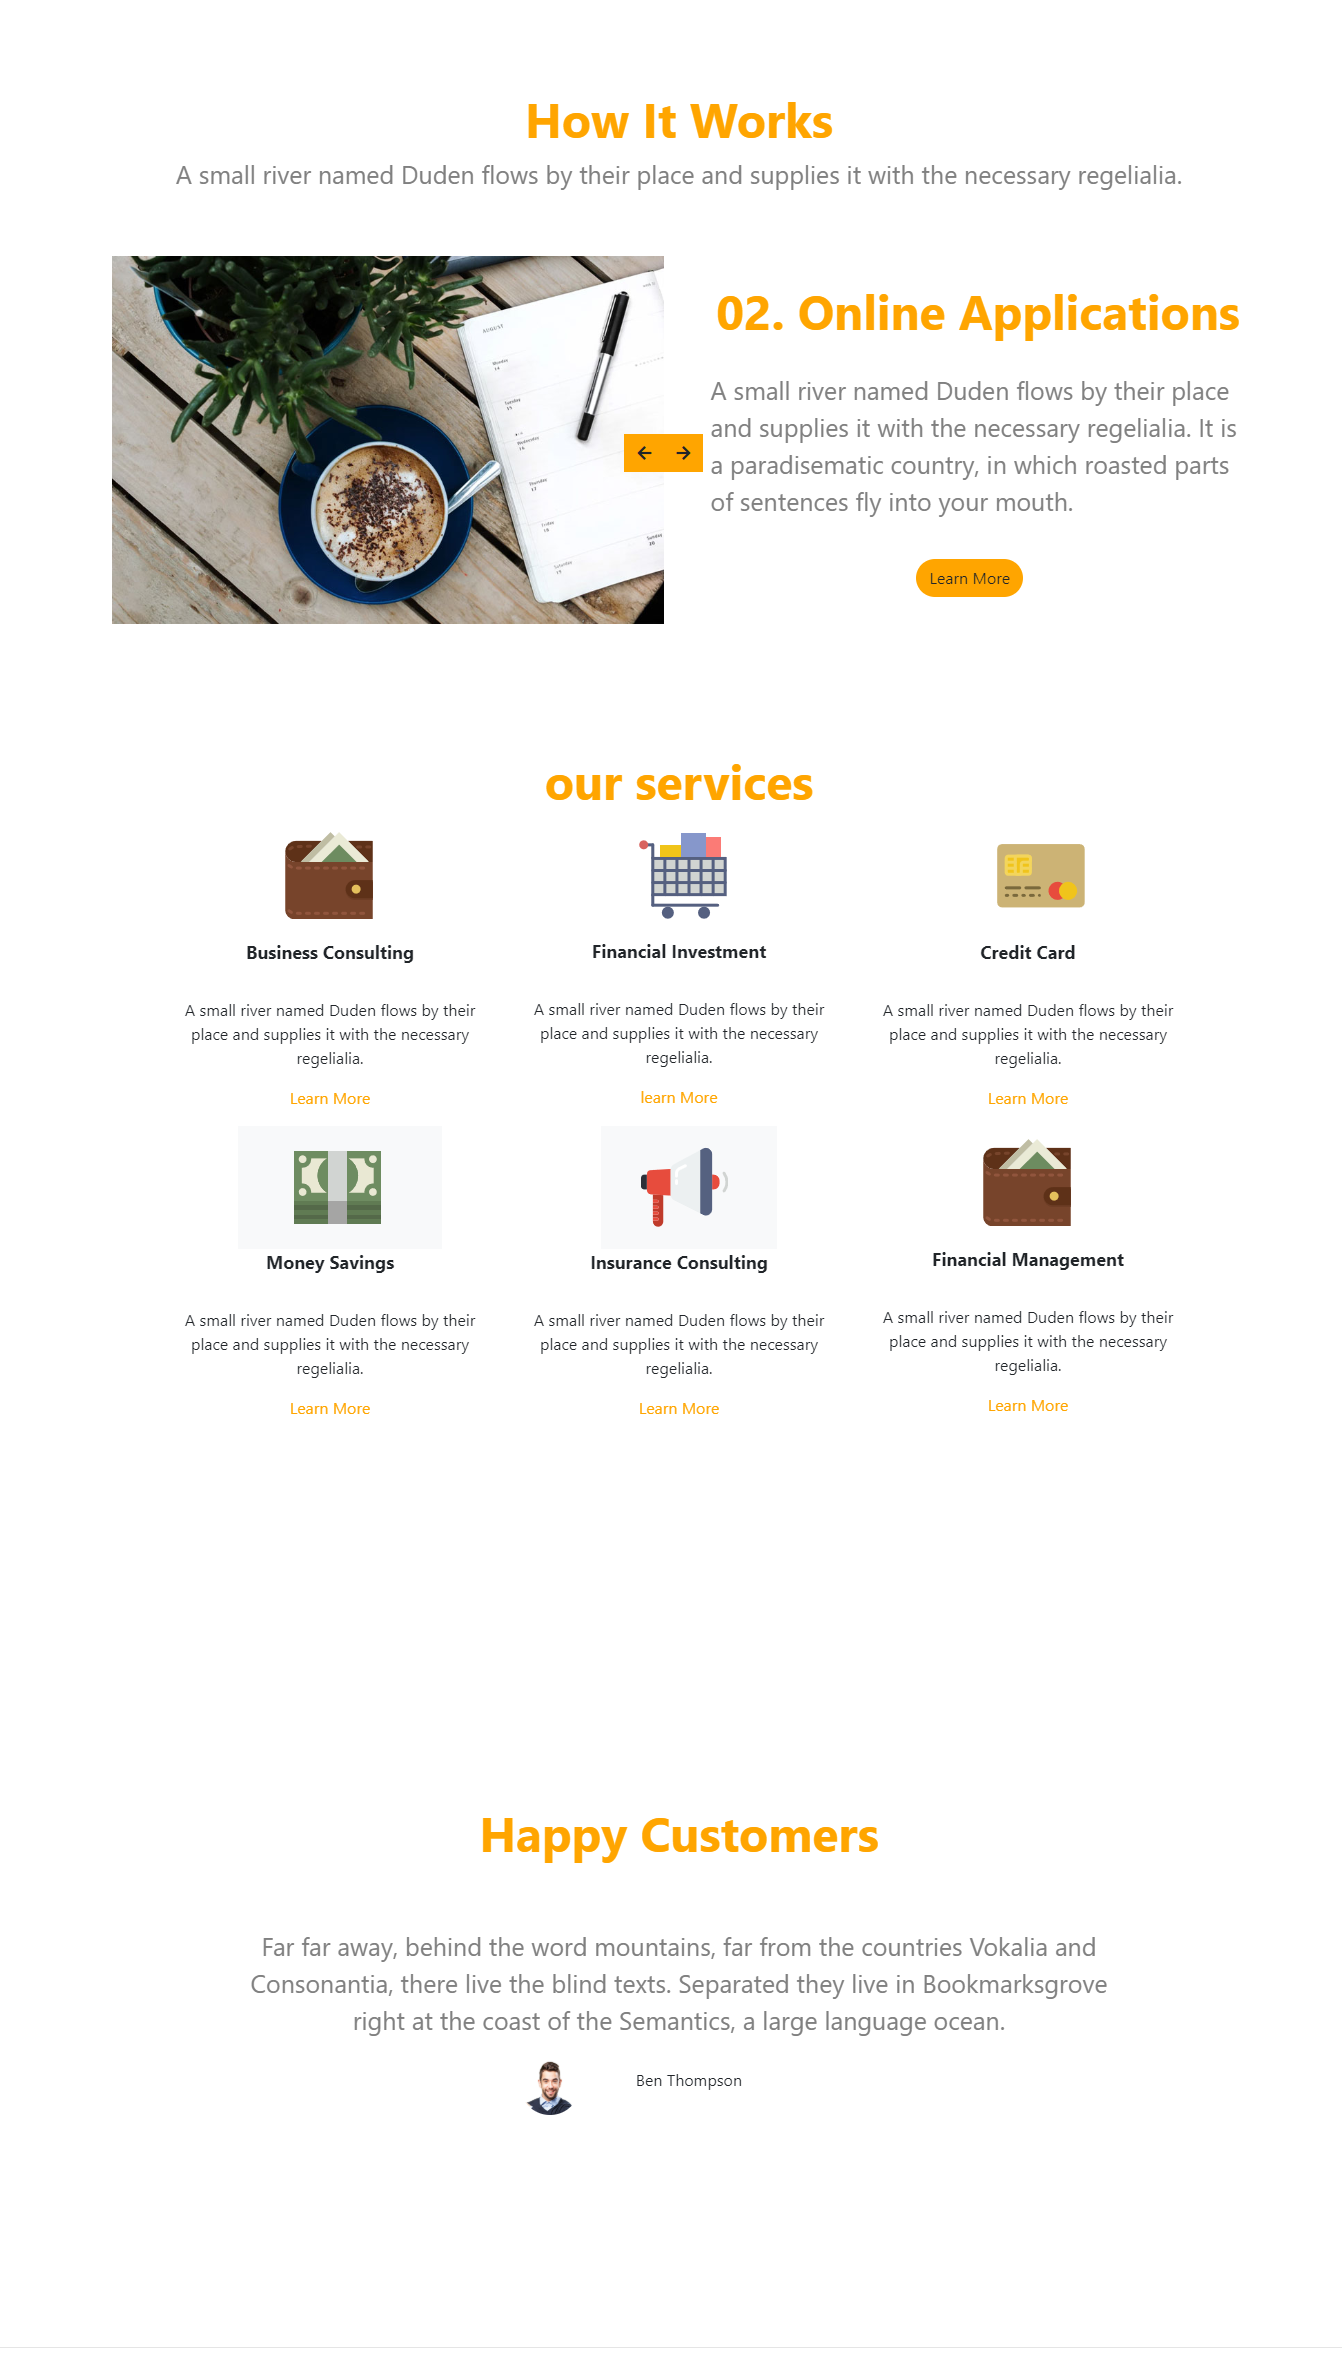 How It Works
A small river named Duden flows by their place and supplies it with the necessary regelialia.
AUGUST
02. Online Applications
A small river named Duden flows by their place
and supplies it with the necessary regelialia. It is
a paradisematic country, in which roasted parts
of sentences fly into your mouth.
Learn More
our services
Business Consulting
A small river named Duden flows by their
place and supplies it with the necessary
regelialia.
Learn More
Financial Investment
A small river named Duden flows by their
place and supplies it with the necessary
regelialia.
learn More
Credit Card
A small river named Duden flows by their
place and supplies it with the necessary
regelialia.
Learn More
Money Savings
A small river named Duden flows by their
place and supplies it with the necessary
regelialia.
Learn More
Insurance Consulting
A small river named Duden flows by their
place and supplies it with the necessary
regelialia.
Learn More
Financial Management
A small river named Duden flows by their
place and supplies it with the necessary
regelialia.
Learn More
Happy Customers
Far far away, behind the word mountains, far from the countries Vokalia and
Consonantia, there live the blind texts. Separated they live in Bookmarksgrove
right at the coast of the Semantics, a large language ocean.
Ben Thompson